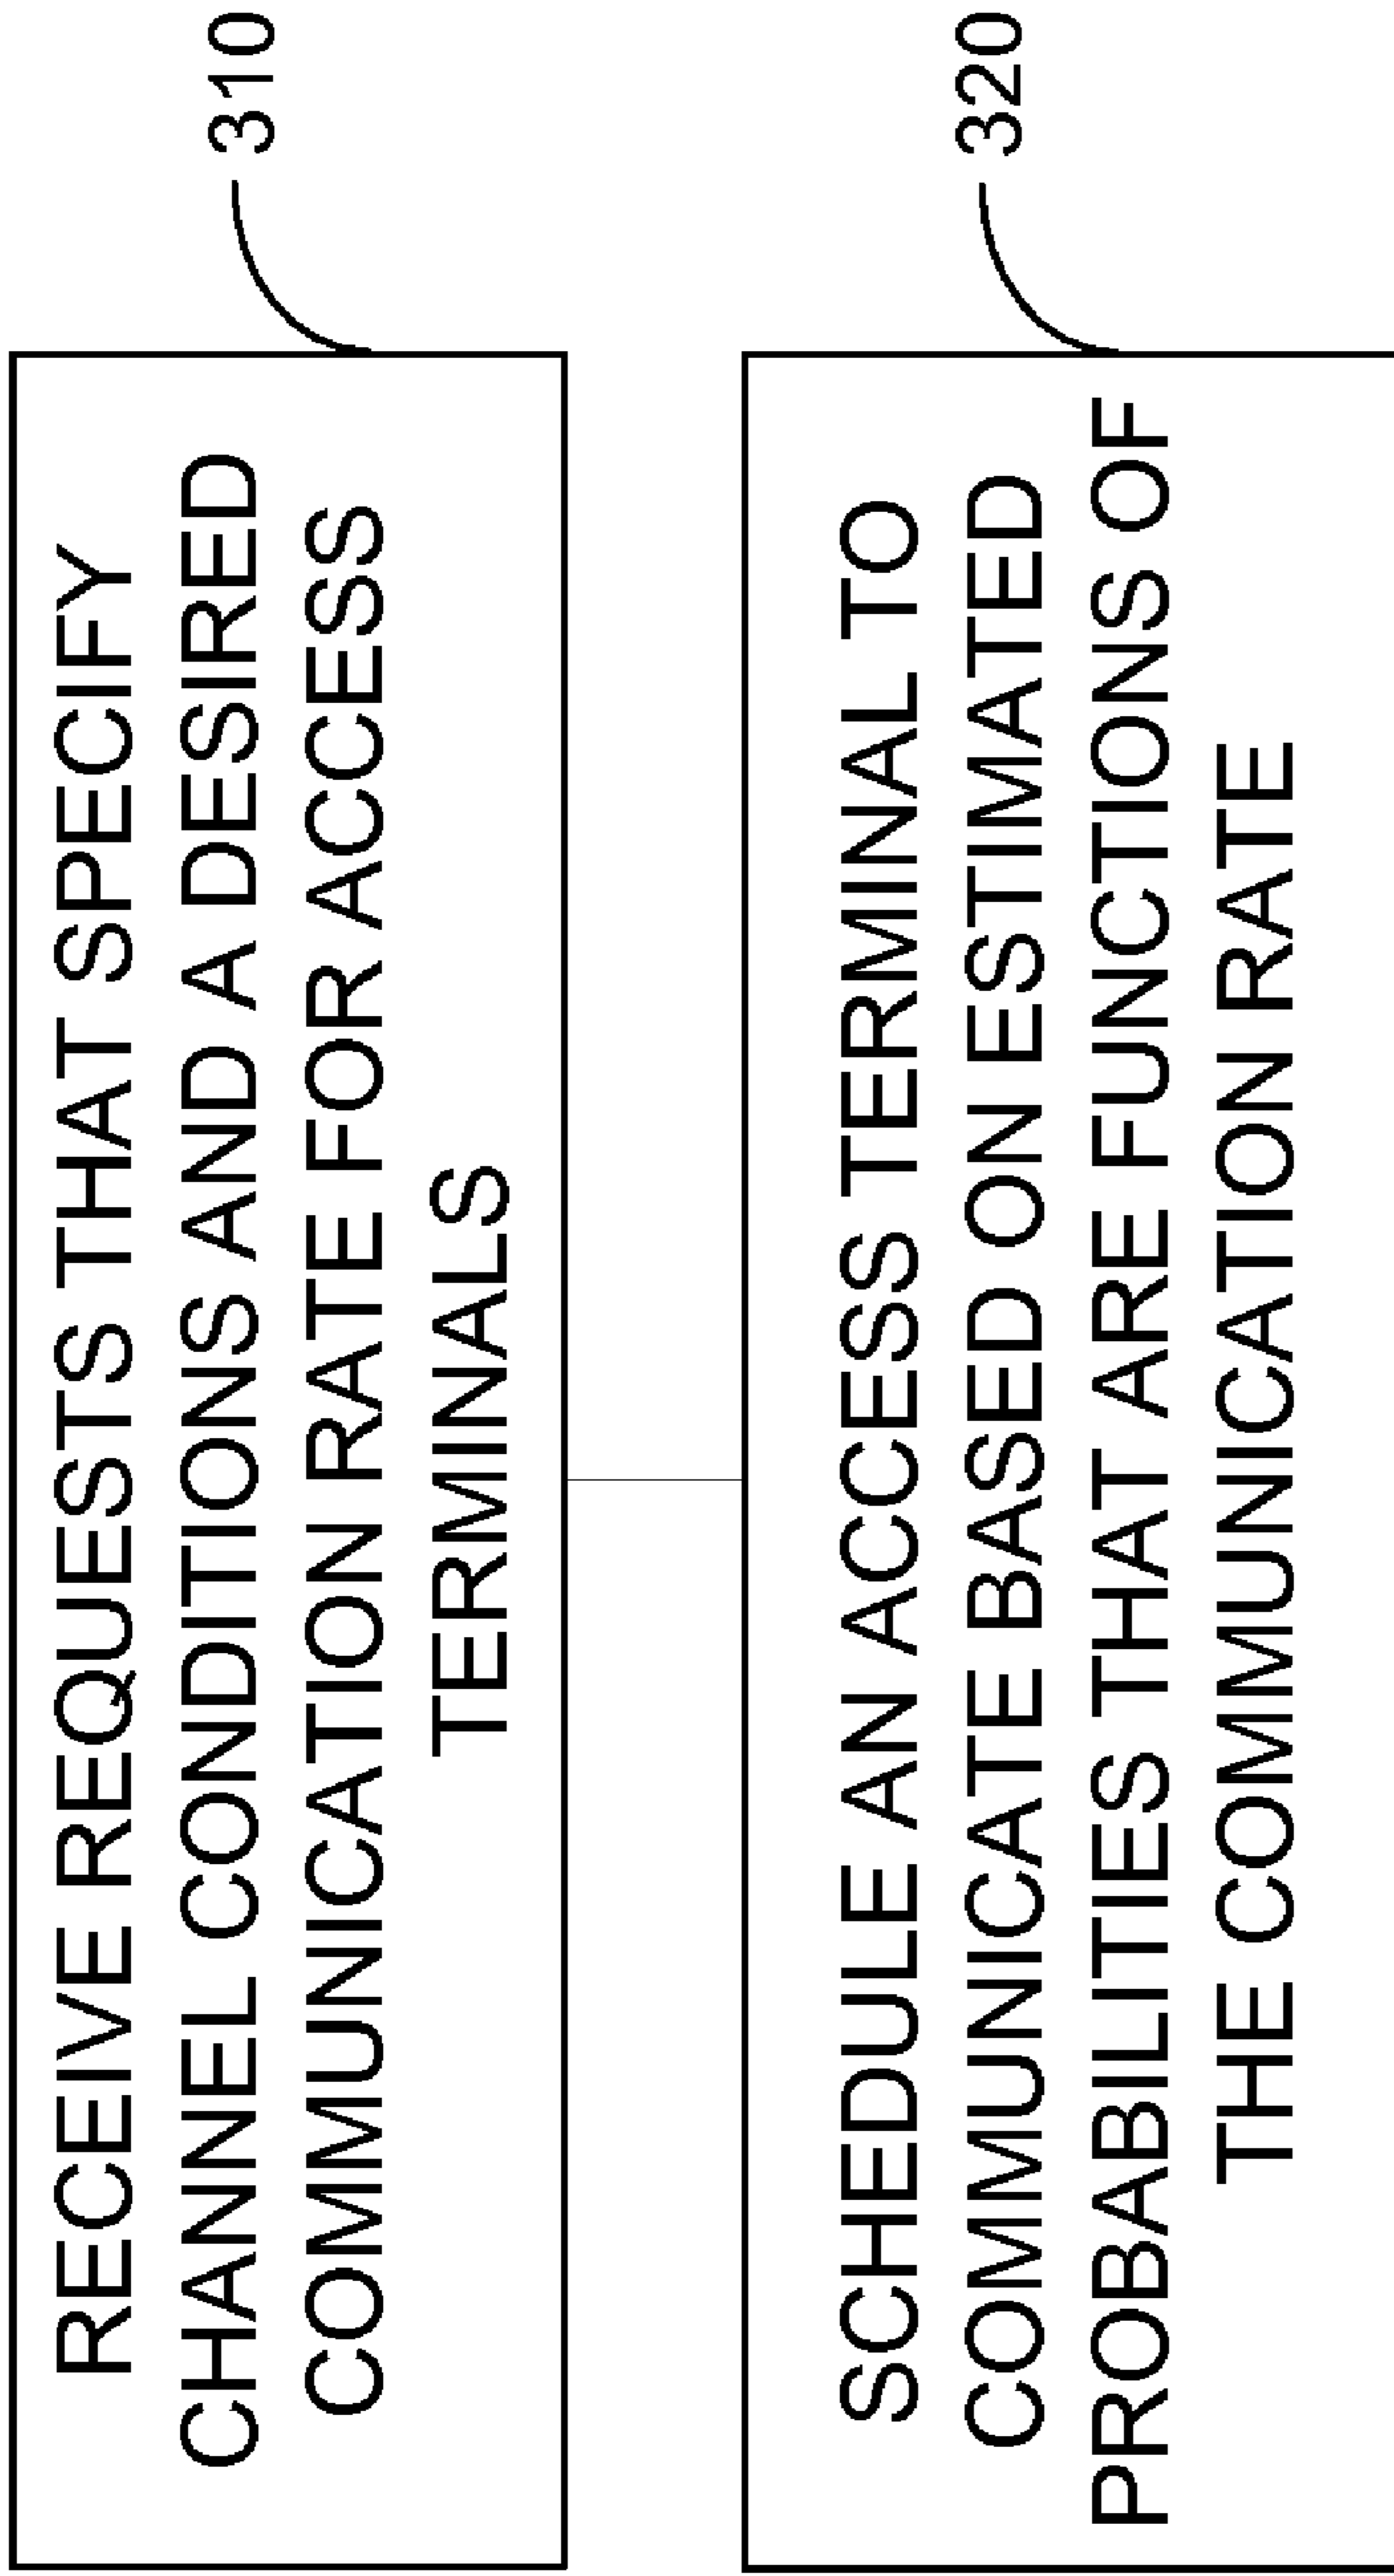 RECEIVE REQUESTS THAT SPECIFY
CHANNEL CONDITIONS AND A DESIRED
COMMUNICATION RATE FOR ACCESS
TERMINALS
310
SCHEDULE AN ACCESS TERMINAL TO
COMMUNICATE BASED ON ESTIMATED
PROBABILITIES THAT ARE FUNCTIONS OF
THE COMMUNICATION RATE
320